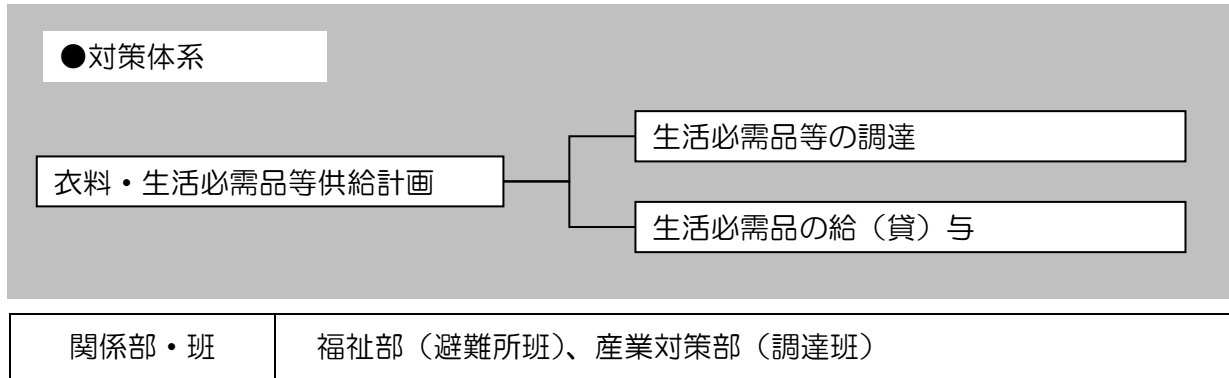 ●対策体系
生活必需品等の調達
衣料・生活必需品等供給計画
生活必需品の給（貸）与
関係部・班
福祉部（避難所班）、産業対策部（調達班）